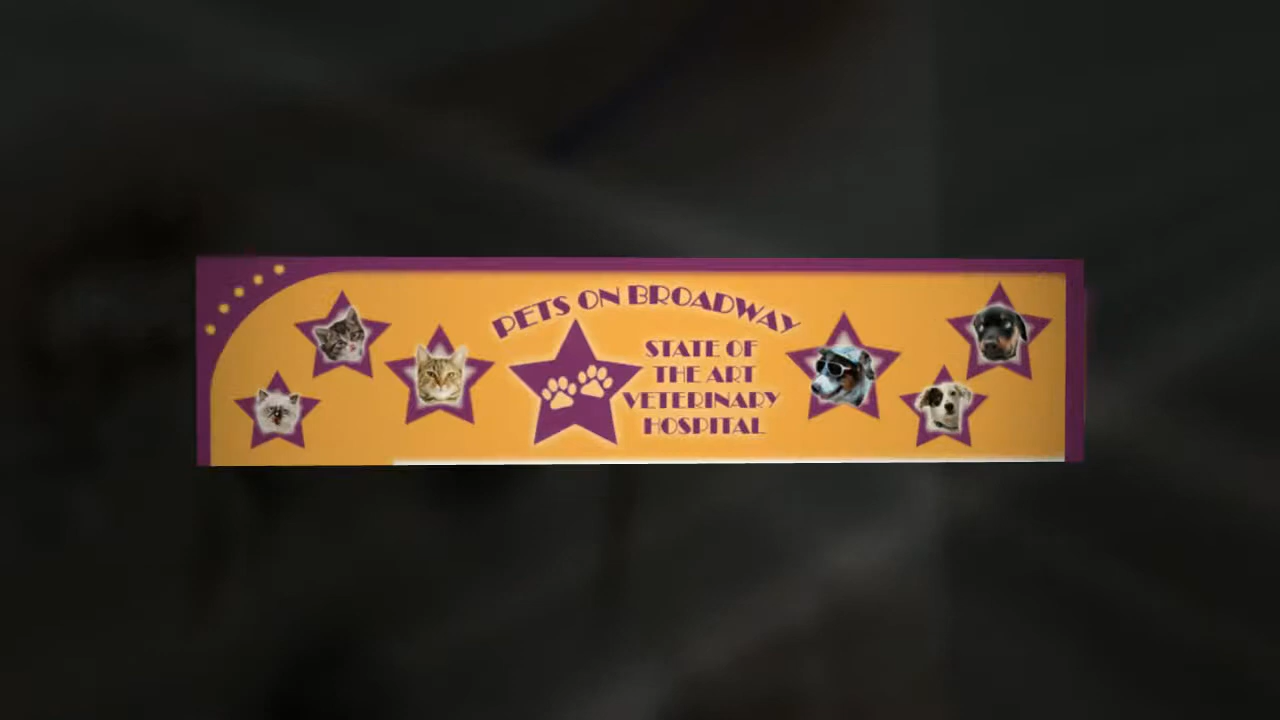 PETS ON BROADWAY
STATE OF
THE ART
VETERINARY
HOSPITAL